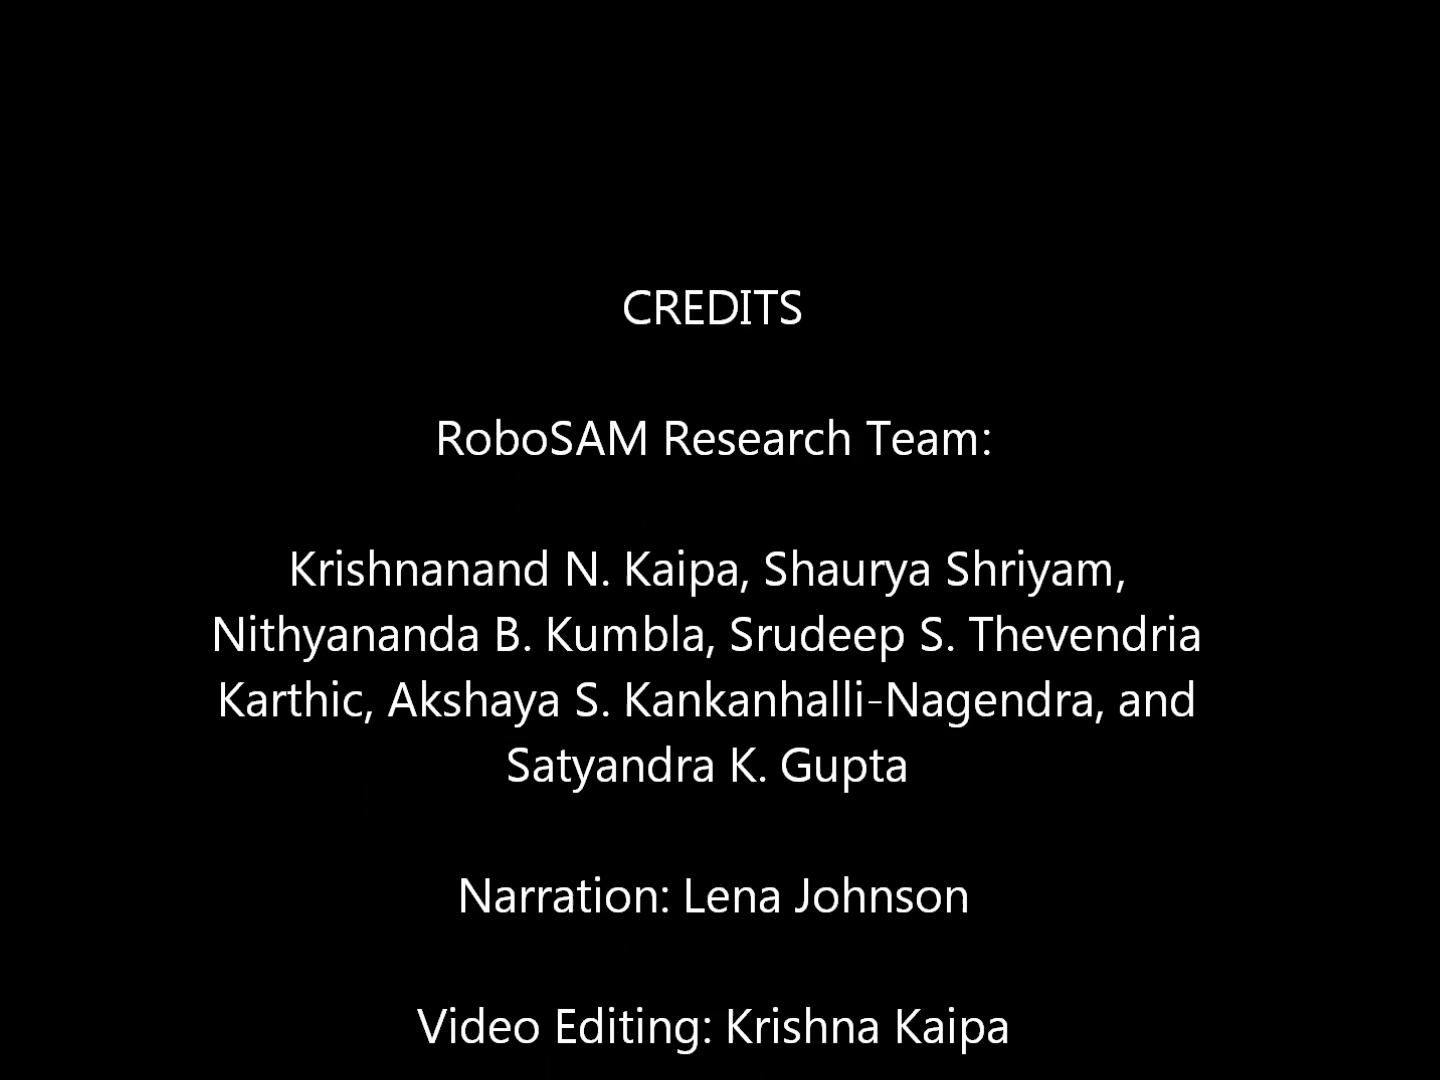 CREDITS
RoboSAM Research Team:
Krishnanand N. Kaipa, Shaurya Shriyam,
Nithyananda B. Kumbla, Srudeep S. Thevendria
Karthic, Akshaya S. Kankanhalli-Nagendra, and
Satyandra K. Gupta
Narration: Lena Johnson
Video Editing: Krishna Kaipa